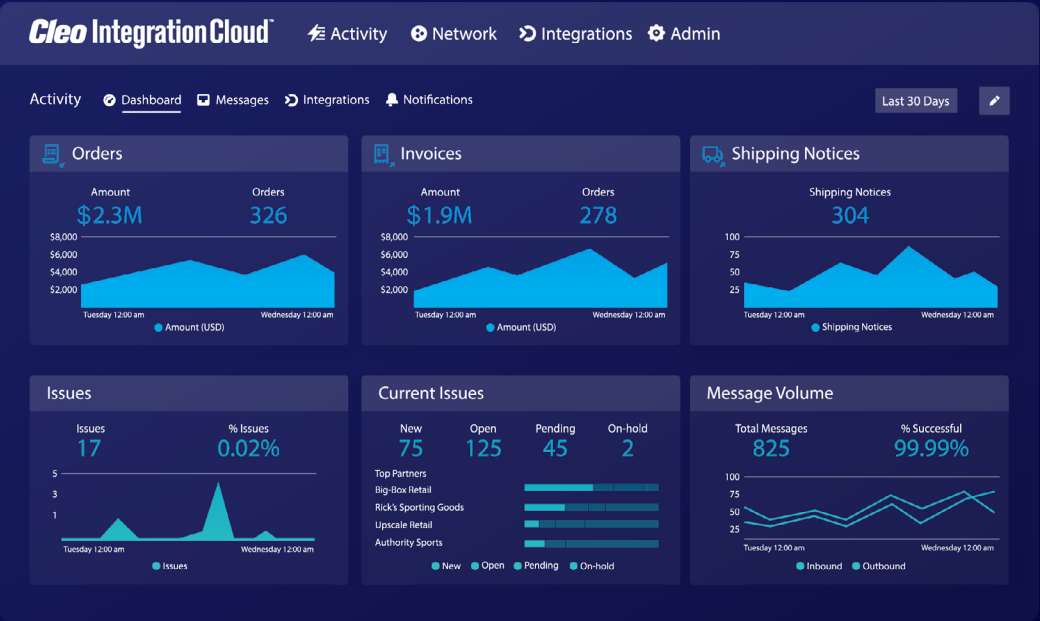 Cleo Integration Cloud™ Activity Network Integrations Admin
Activity Dashboard Messages Integrations Notifications Last 30 Days
Orders
Amount Orders
$2.3M 326
$8,000
$6,000
$4,000
$2,000
Tuesday 12:00 am Wednesday 12:00 am
Amount (USD)
Invoices
Amount Orders
$1.9M 278
$8,000
$6,000
$4,000
$2,000
Tuesday 12:00 am Wednesday 12:00 am
Amount (USD)
Shipping Notices
Shipping Notices
304
100
75
50
25
Tuesday 12:00 am Wednesday 12:00 am
Shipping Notices
Issues
Issues % Issues
17 0.02%
5
3
1
Tuesday 12:00 am Wednesday 12:00 am
Issues
Current Issues
New Open Pending On-hold
75 125 45 2
Top Partners
Big-Box Retail
Rick's Sporting Goods
Upscale Retail
Authority Sports
New Open Pending On-hold
Message Volume
Total Messages % Successful
825 99.99%
100
75
50
25
Tuesday 12:00 am Wednesday 12:00 am
Inbound Outbound